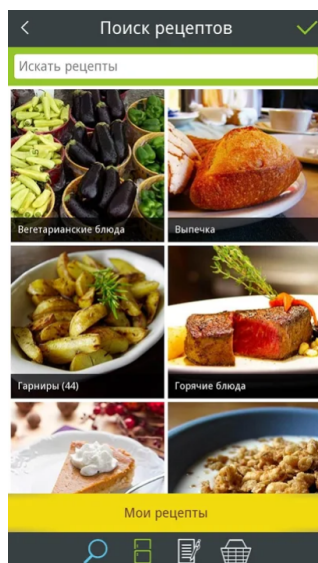 Поиск рецептов
Искать рецепты
Вегетарианские блюда
Выпечка
Гарниры (44)
Горячие блюда
Мои рецепты